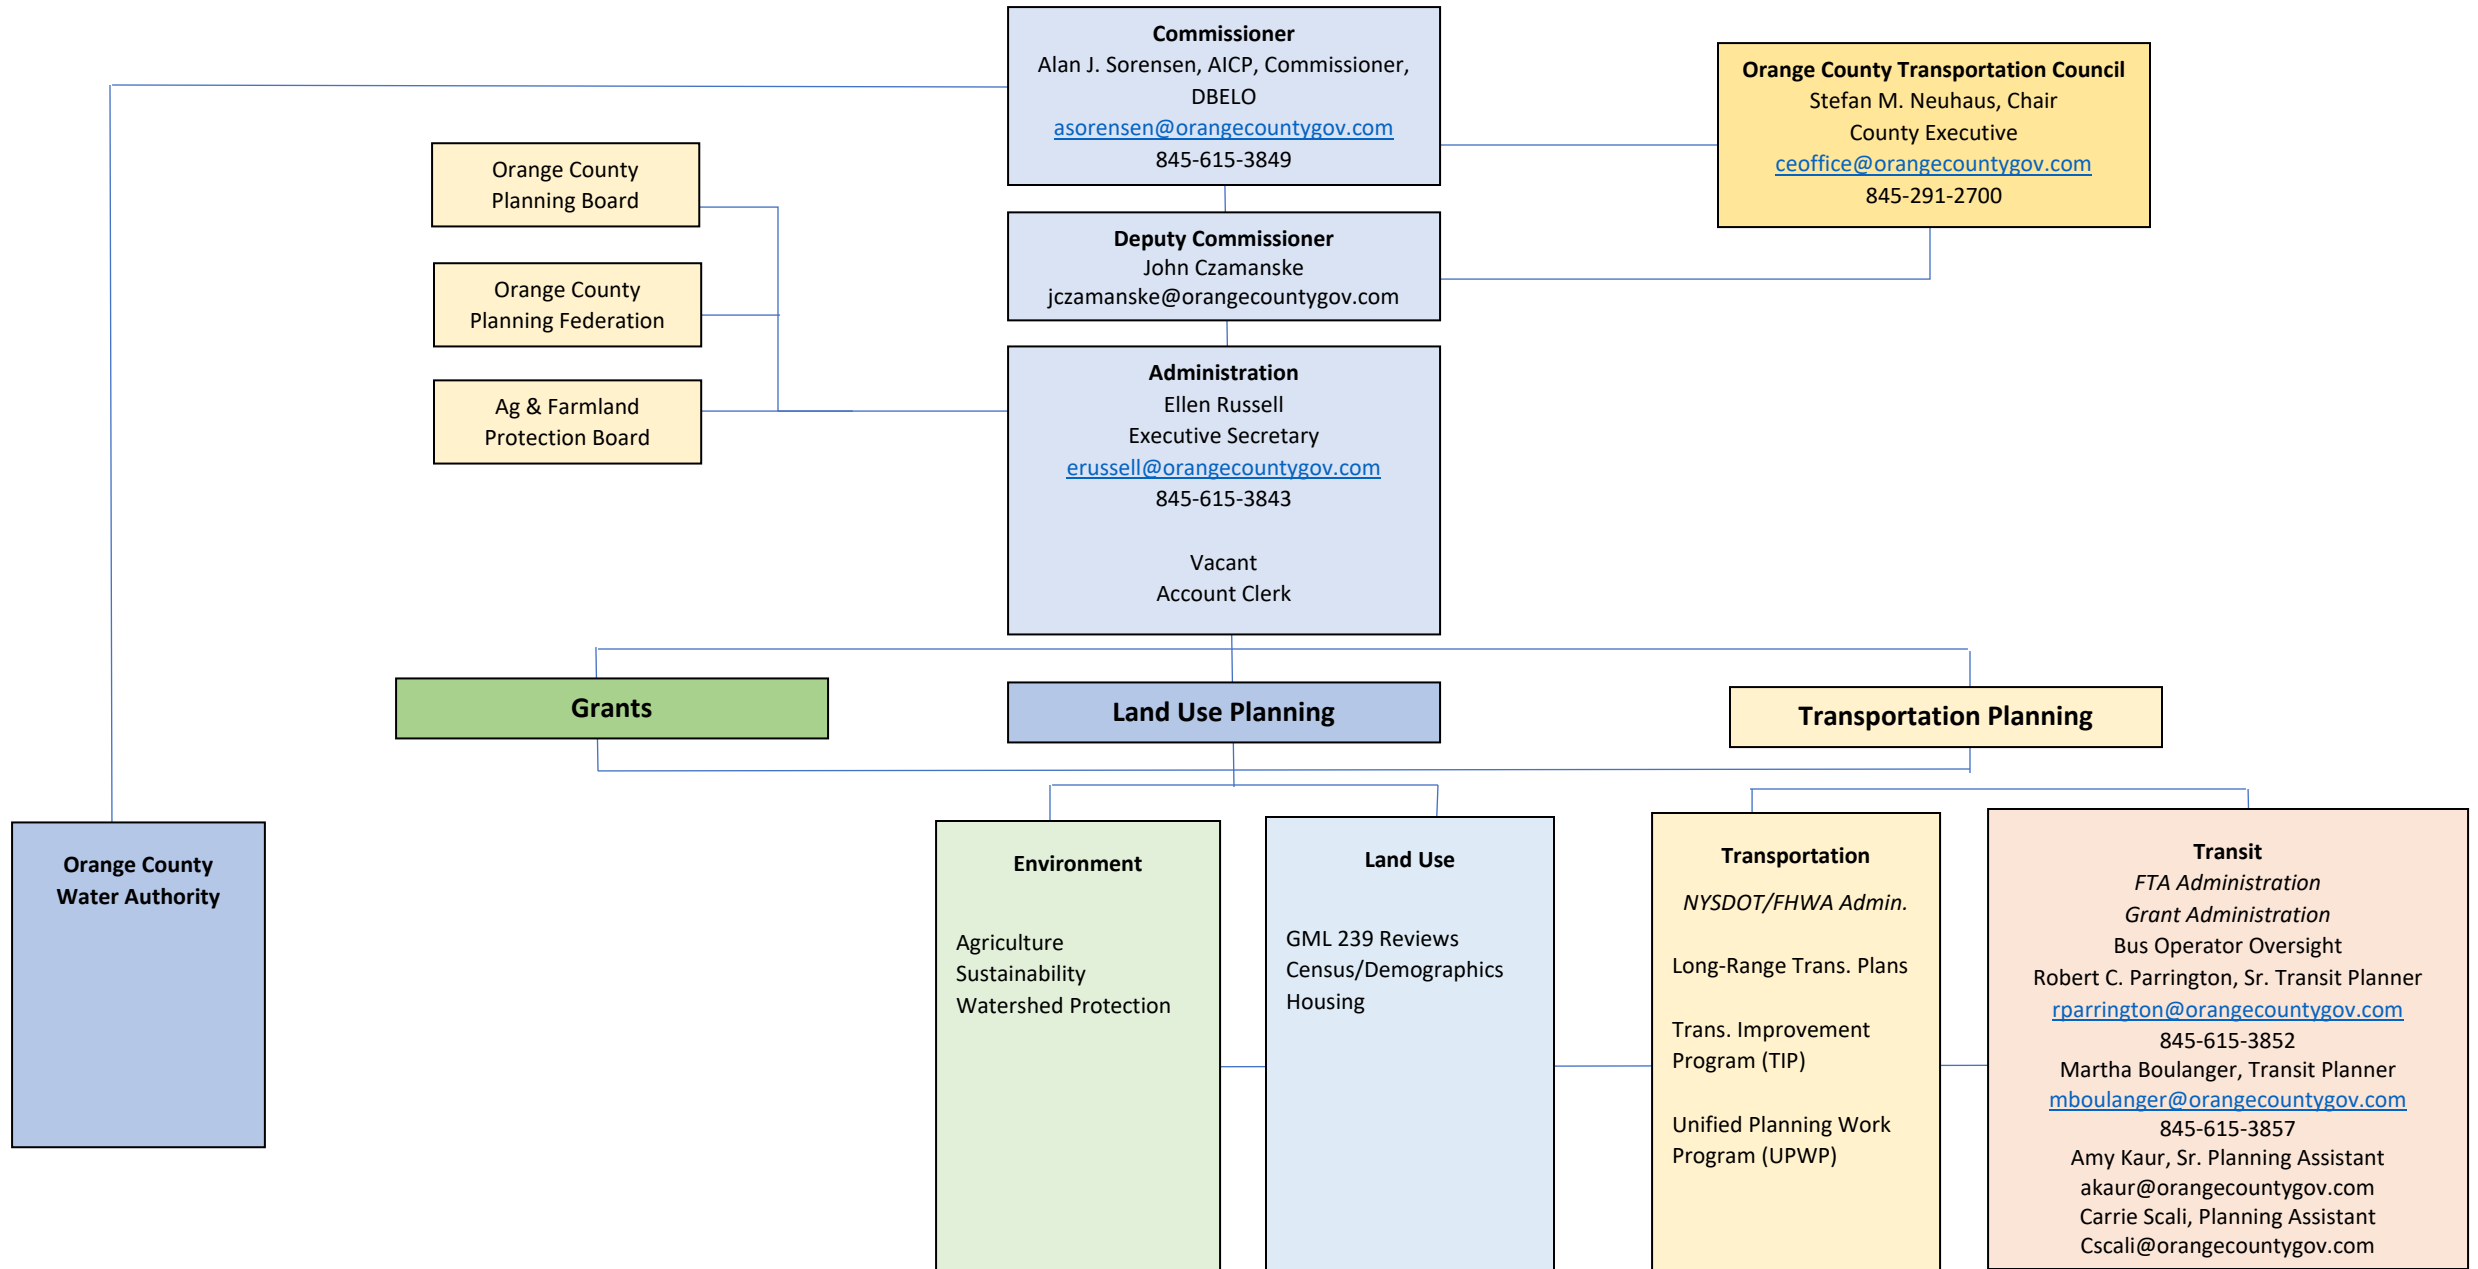 Commissioner
Alan J. Sorensen, AICP, Commissioner,
DBELO
asorensen@orangecountygov.com
845-615-3849
Orange County Transportation Council
Stefan M. Neuhaus, Chair
County Executive
ceoffice@orangecountygov.com
845-291-2700
Orange County
Planning Board
Deputy Commissioner
John Czamanske
jczamanske@orangecountygov.com
Orange County
Planning Federation
Ag & Farmland
Protection Board
Administration
Ellen Russell
Executive Secretary
erussell@orangecountygov.com
845-615-3843
Vacant
Account Clerk
Grants
Land Use Planning
Transportation Planning
Orange County
Water Authority
Environment
Agriculture
Sustainability
Watershed Protection
Land Use
GML 239 Reviews
Census/Demographics
Housing
Transportation
NYSDOT/FHWA Admin.
Long-Range Trans. Plans
Trans. Improvement
Program (TIP)
Unified Planning Work
Program (UPWP)
Transit
FTA Administration
Grant Administration
Bus Operator Oversight
Robert C. Parrington, Sr. Transit Planner
rparrington@orangecountygov.com
845-615-3852
Martha Boulanger, Transit Planner
mboulanger@orangecountygov.com
845-615-3857
Amy Kaur, Sr. Planning Assistant
akaur@orangecountygov.com
Carrie Scali, Planning Assistant
Cscali@orangecountygov.com